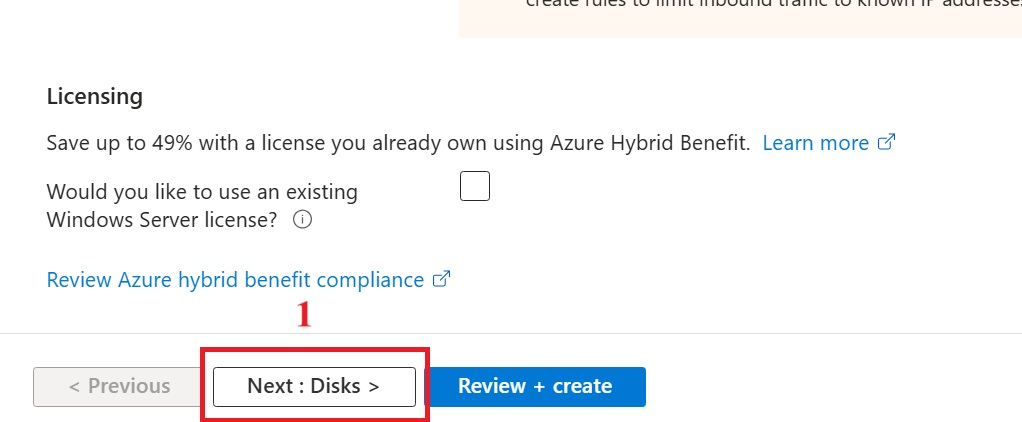 create rules to limit inbound traffic to known IP addresses
Licensing
Save up to 49% with a license you already own using Azure Hybrid Benefit. Learn more
Would you like to use an existing
Windows Server license?
Review Azure hybrid benefit compliance
1
< Previous
Next : Disks >
Review + create